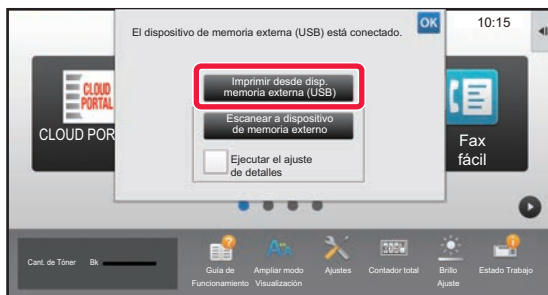 El dispositivo de memoria externa (USB) está conectado.
OK
10:15
Imprimir desde disp.
memoria externa (USB)
CLOUD
PORTAL
CLOUD POR
Escanear a dispositivo
de memoria externo
Fax
fácil
Ejecutar el ajuste
de detalles
Cant. de Tóner Bk
Guía de
Funcionamiento
Ampliar modo
Visualización
Ajustes
Contador total
Brillo
Ajuste
Estado Trabajo